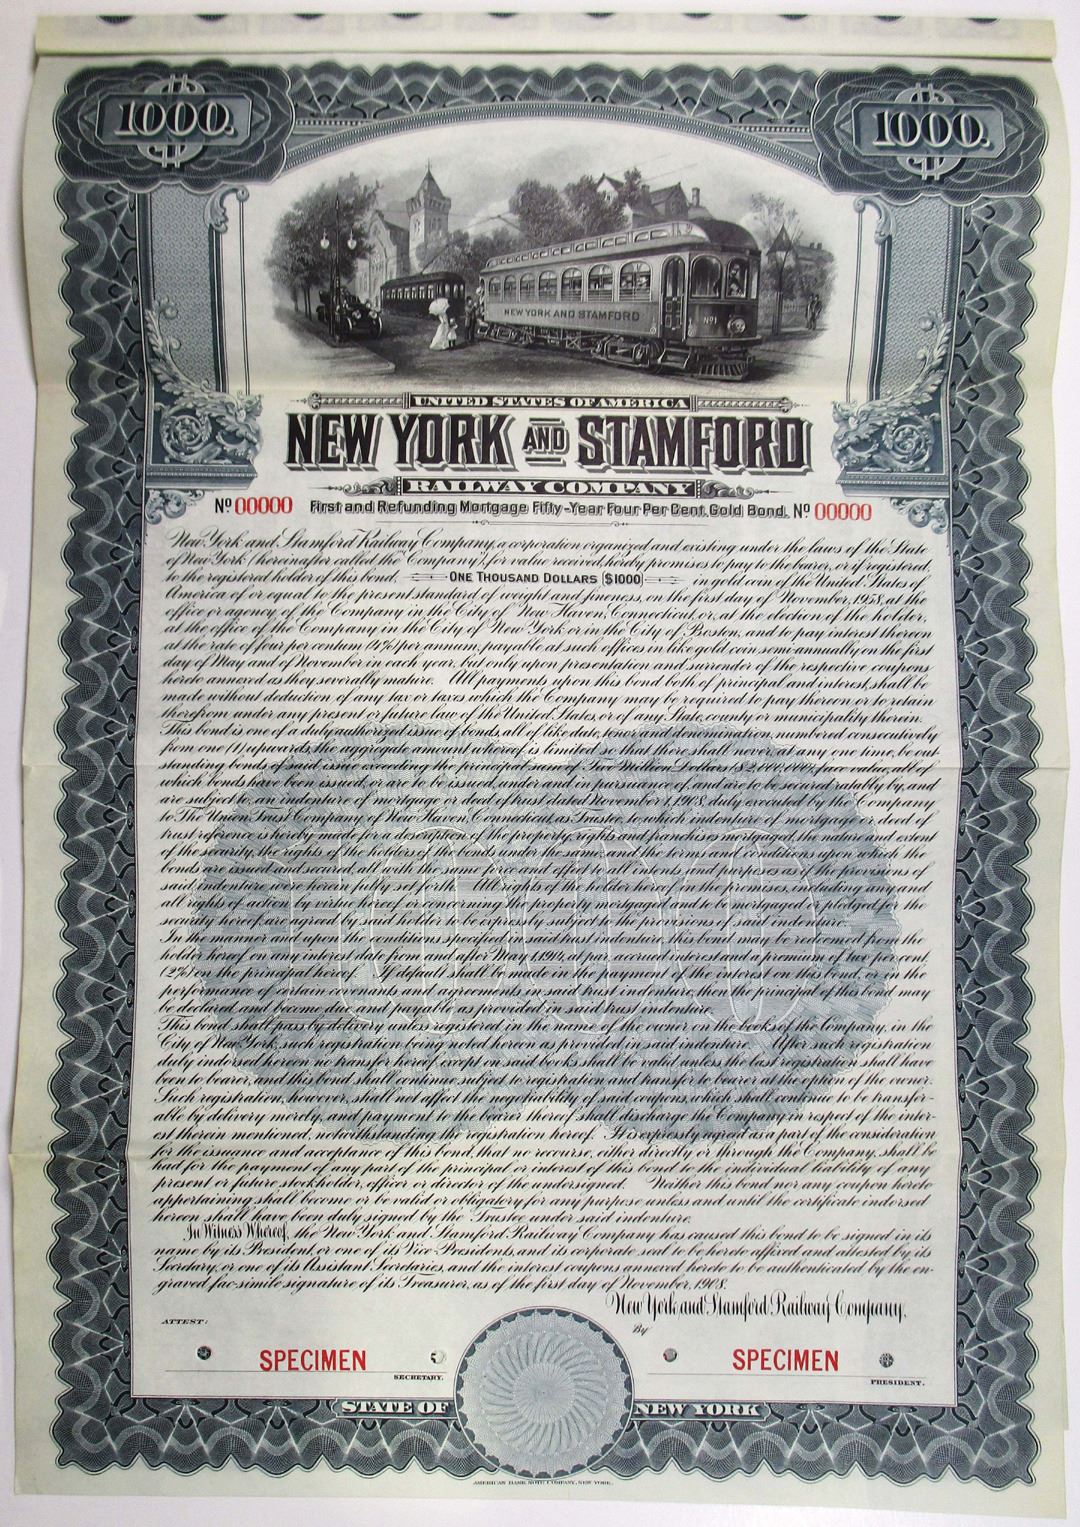 1000. 1000.
NEW YORK AND STAMFORD
Nº1
UNITED STATES OF AMERICA
NEW YORK AND STAMFORD
RAILWAY COMPANY
Nº 00000 First and Refunding Mortgage Fifty-Year Four Per Cent. Gold Bond. Nº 00000
New York and Stamford Railway Company, a corporation organized and existing under the laws of the State
of New York (hereinafter called the "Company"), for value received, hereby promises to pay to the bearer, or if registered,
to the registered holder of this bond, ONE THOUSAND DOLLARS ($1000) in gold coin of the United States of
America of or equal to the present standard of weight and fineness, on the first day of November, 1958, at the
office or agency of the Company in the City of New Haven, Connecticut, or, at the election of the holder,
at the office of the Company in the City of New York or in the City of Boston, and to pay interest thereon
at the rate of four per centum (4%) per annum, payable at such offices in like gold coin semi-annually on the first
day of May and of November in each year, but only upon presentation and surrender of the respective coupons
hereto annexed as they severally mature. All payments upon this bond both of principal and interest, shall be
made without deduction of any tax or taxes which the Company may be required to pay thereon or to retain
therefrom under any present or future law of the United States, or of any State, county or municipality therein.
This bond is one of a duly authorized issue of bonds, all of like date, tenor and denomination, numbered consecutively
from one (1) upwards, the aggregate amount whereof is limited so that there shall never, at any one time, be out
standing bonds of said issue exceeding the principal sum of Two Million Dollars ($2,000,000), face value, all of
which bonds have been issued, or are to be issued, under and in pursuance of, and are to be secured ratably by, and
are subject to, an indenture of mortgage or deed of trust dated November 1, 1908, duly executed by the Company
to The Union Trust Company of New Haven, Connecticut, as Trustee, to which indenture of mortgage or deed of
trust reference is hereby made for a description of the property, rights and franchises mortgaged, the nature and extent
of the security, the rights of the holders of the bonds under the same, and the terms and conditions upon which the
bonds are issued and secured, all with the same force and effect to all intents and purposes as if the provisions of
said indenture were herein fully set forth. All rights of the holder hereof in the premises, including any and
all rights of action by virtue hereof or concerning the property mortgaged and to be mortgaged or pledged for the
security hereof, are agreed by said holder to be expressly subject to the provisions of said indenture.
In the manner and upon the conditions specified in said trust indenture, this bond may be redeemed from the
holder hereof on any interest date from and after May 1, at par, accrued interest and a premium of two per cent.
(2%) on the principal hereof. If default shall be made in the payment of the interest on this bond, or in the
performance of certain covenants and agreements in said trust indenture, then the principal of this bond may
be declared and become due and payable as provided in said trust indenture.
This bond shall pass by delivery unless registered in the name of the owner on the books of the Company, in the
City of New York, such registration being noted hereon as provided in said indenture. After such registration
duly indorsed hereon no transfer hereof except on said books shall be valid unless the last registration shall have
been to bearer, and this bond shall continue subject to registration and transfer to bearer at the option of the owner.
Such registration, however, shall not affect the negotiability of said coupons, which shall continue to be transfer-
able by delivery merely, and payment to the bearer thereof shall discharge the Company in respect of the inter-
est therein mentioned, notwithstanding the registration hereof. It is expressly agreed as a part of the consideration
for the issuance and acceptance of this bond, that no recourse, either directly or through the Company, shall be
had for the payment of any part of the principal or interest of this bond to the individual liability of any
present or future stockholder, officer or director of the undersigned. Neither this bond nor any coupon hereto
appertaining shall become or be valid or obligatory for any purpose unless and until the certificate indorsed
hereon shall have been duly signed by the Trustee under said indenture.
In Witness Whereof, the New York and Stamford Railway Company has caused this bond to be signed in its
name by its President, or one of its Vice-Presidents, and its corporate seal to be hereto affixed and attested by its
Secretary, or one of its Assistant Secretaries, and the interest coupons annexed hereto to be authenticated by the en-
graved fac-simile signature of its Treasurer, as of the first day of November, 1908.
New York and Stamford Railway Company.
ATTEST: By
SPECIMEN SPECIMEN
SECRETARY. PRESIDENT.
STATE OF NEW YORK
AMERICAN BANK NOTE COMPANY, NEW YORK.